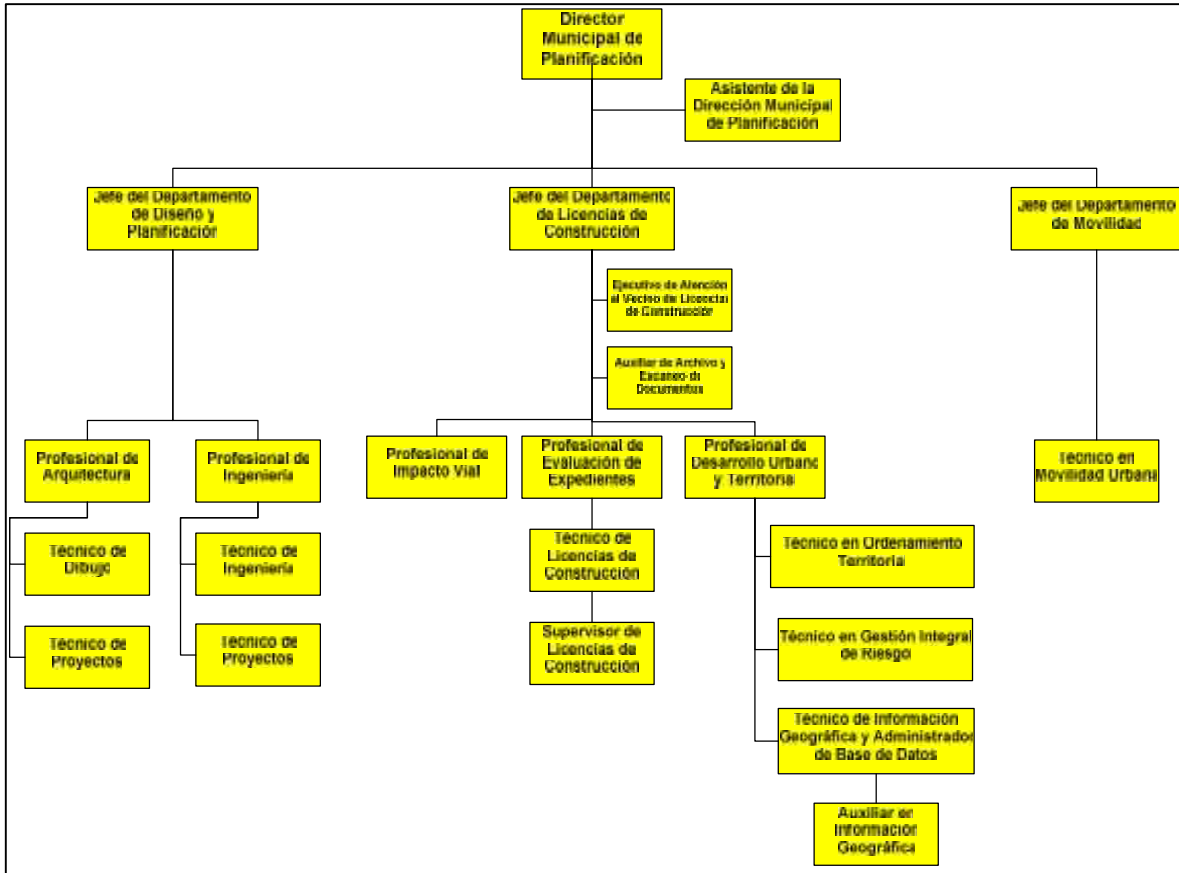 Director
Municipal de
Planificación
Asistente de la
Dirección Municipal
de Planificación
Jefe del Departamento
de Diseño y
Planificación
Jefe del Departamento
de Licencias de
Construcción
Jefe del Departamento
de Movilidad
Ejecutivo de Atención
al Vecino de Licencias
de Construcción
Auxiliar de Archivo y
Escaneo de
Documentos
Profesional de
Arquitectura
Profesional de
Ingeniería
Profesional de
Impacto Vial
Profesional de
Evaluación de
Expedientes
Profesional de
Desarrollo Urbano
y Territorial
Técnico en
Movilidad Urbana
Técnico de
Dibujo
Técnico de
Ingeniería
Técnico de
Licencias de
Construcción
Técnico en Ordenamiento
Territorial
Técnico de
Proyectos
Técnico de
Proyectos
Supervisor de
Licencias de
Construcción
Técnico en Gestión Integral
de Riesgo
Técnico de Información
Geográfica y Administrador
de Base de Datos
Auxiliar en
Información
Geográfica